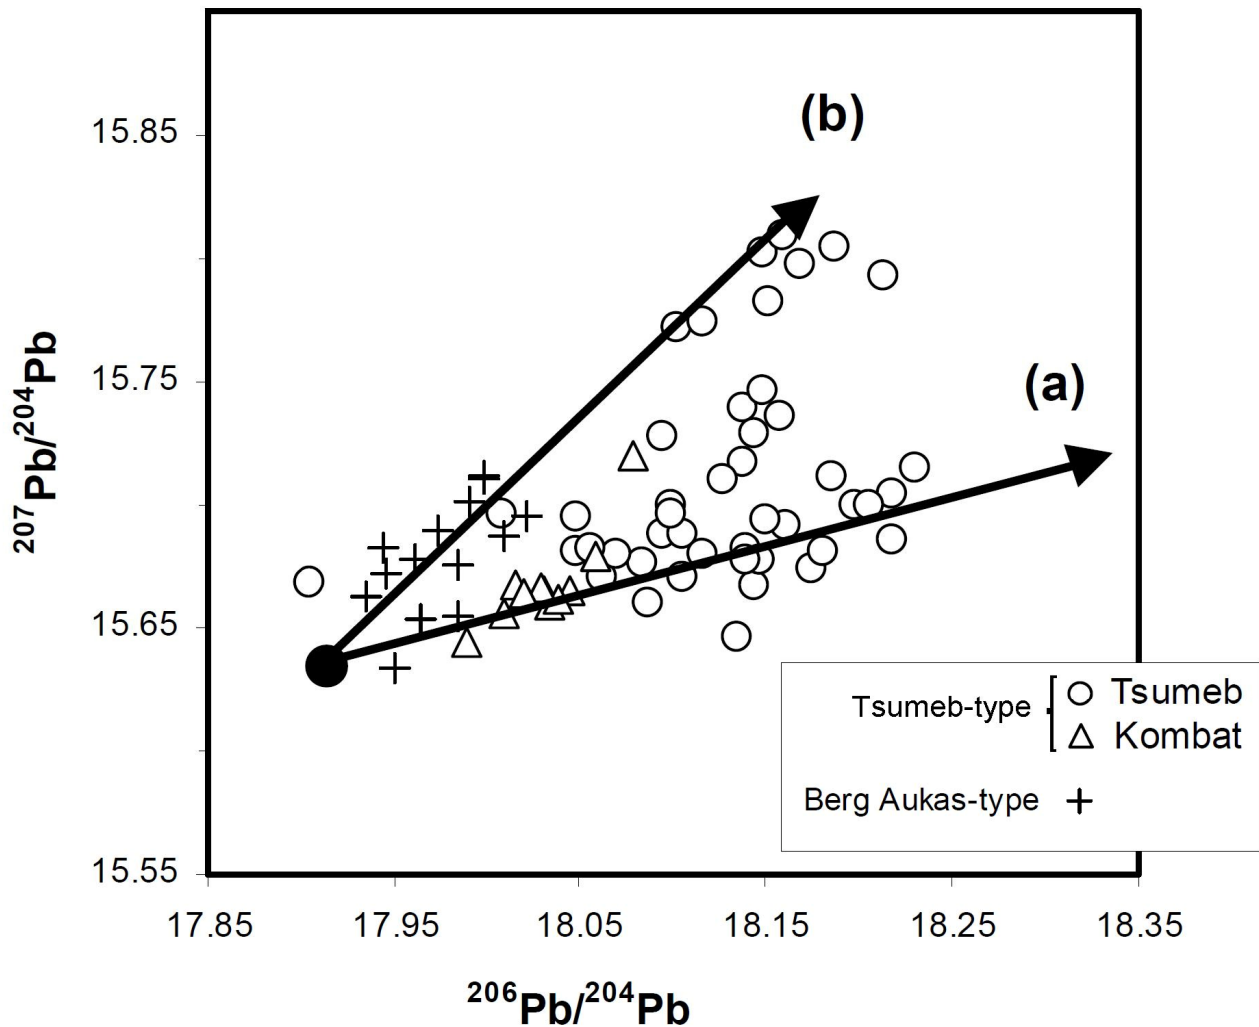 (b)
15.85
15.75
(a)
207Pb/204Pb
15.65
Tsumeb-type
Tsumeb
Kombat
Berg Aukas-type
15.55
17.85 17.95 18.05 18.15 18.25 18.35
206Pb/204Pb